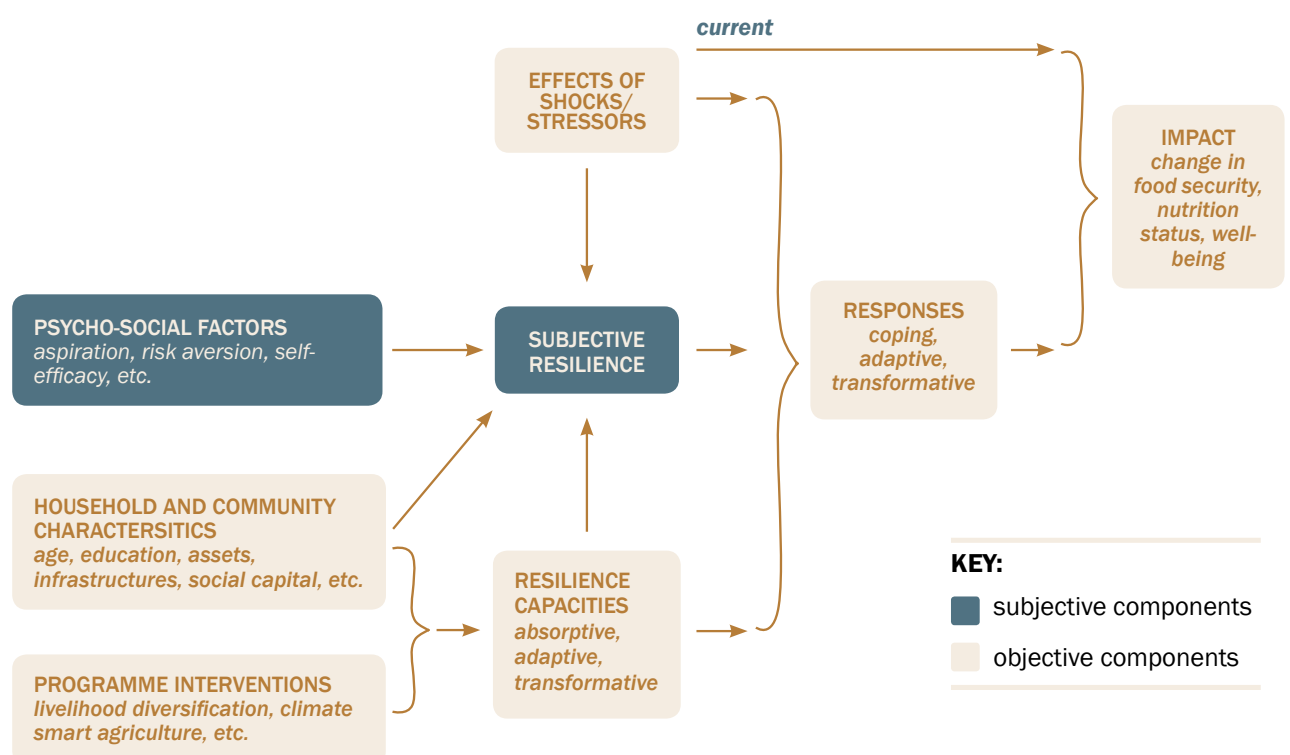 current
EFFECTS OF
SHOCKS/
STRESSORS
IMPACT
change in
food security,
nutrition
status, well-
being
PSYCHO-SOCIAL FACTORS
aspiration, risk aversion, self-
efficacy, etc.
SUBJECTIVE
RESILIENCE
RESPONSES
coping,
adaptive,
transformative
HOUSEHOLD AND COMMUNITY
CHARACTERSITICS
age, education, assets,
infrastructures, social capital, etc.
RESILIENCE
CAPACITIES
absorptive,
adaptive,
transformative
PROGRAMME INTERVENTIONS
livelihood diversification, climate
smart agriculture, etc.
KEY:
subjective components
objective components